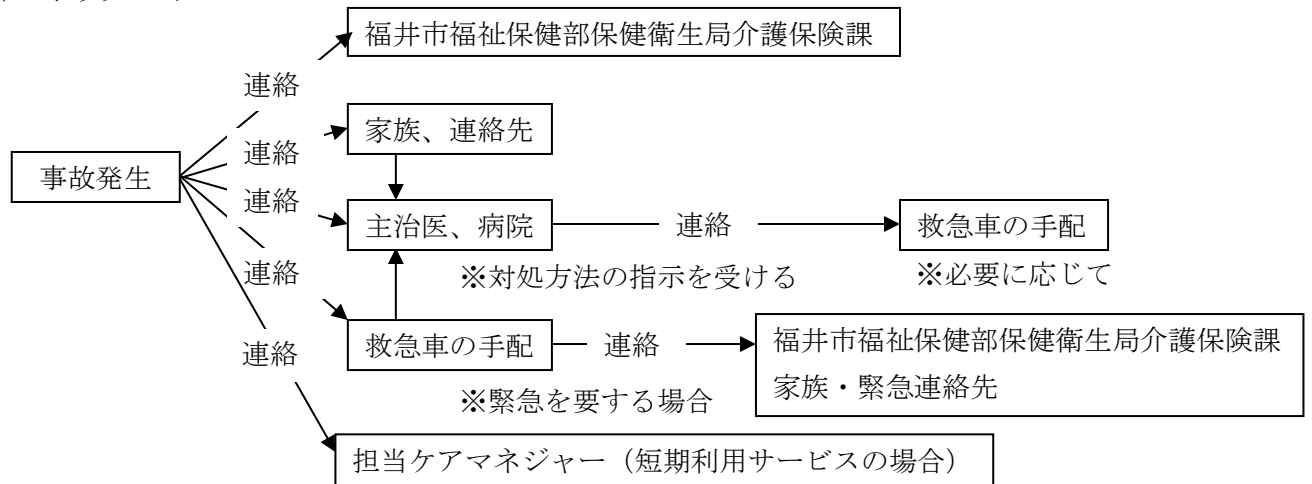 福井市福祉保健部保健衛生局介護保険課
連絡
家族、連絡先
連絡
事故発生
連絡
主治医、病院
連絡
救急車の手配
※対処方法の指示を受ける
※必要に応じて
連絡
救急車の手配
連絡
福井市福祉保健部保健衛生局介護保険課
家族・緊急連絡先
※緊急を要する場合
連絡
担当ケアマネジャー（短期利用サービスの場合）